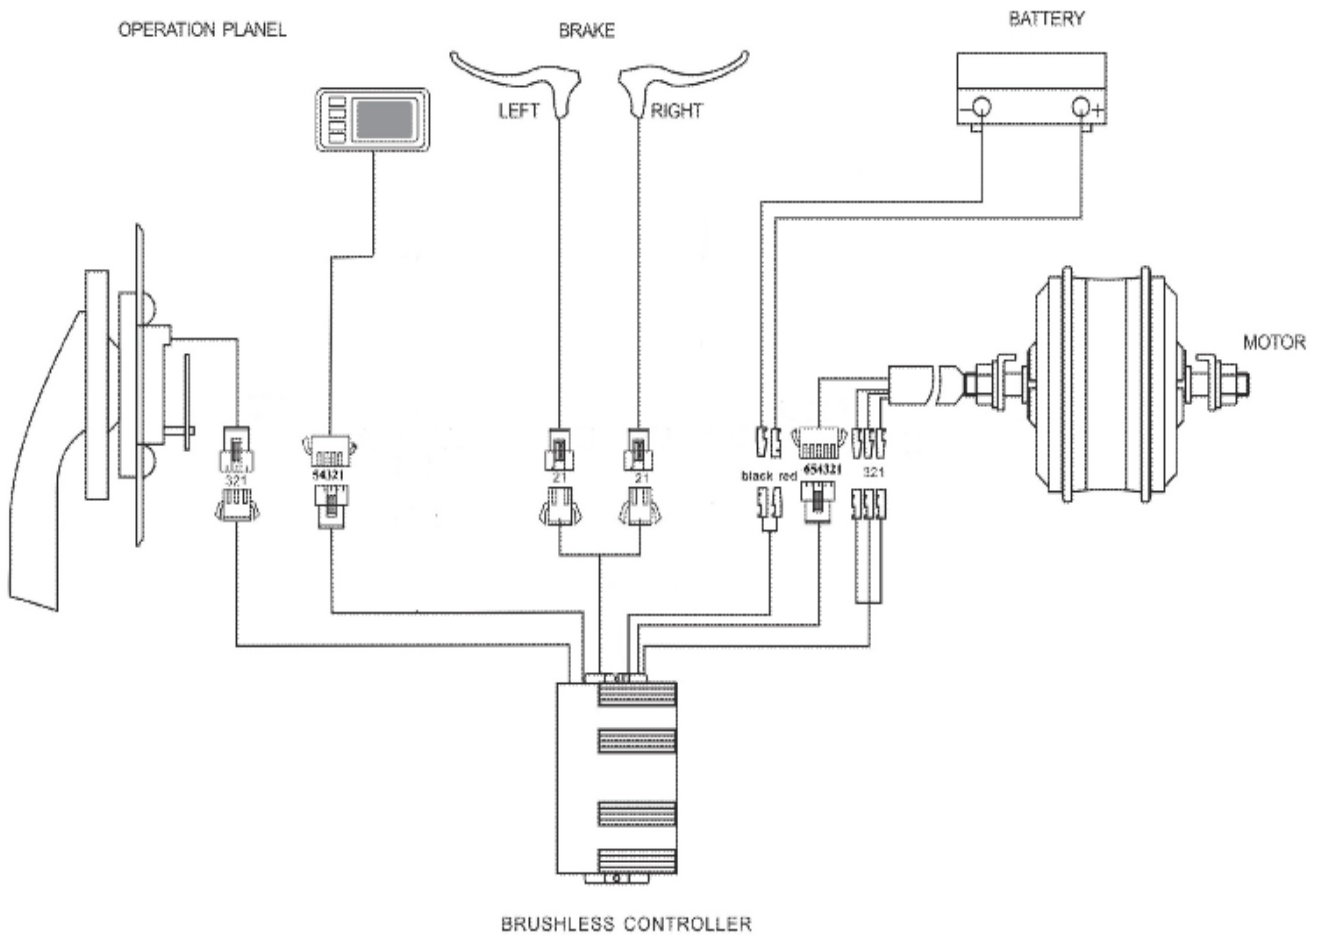 OPERATION PLANEL
BRAKE
BATTERY
LEFT
RIGHT
- +
MOTOR
321
54321
21
21
black red
654321
321
BRUSHLESS CONTROLLER